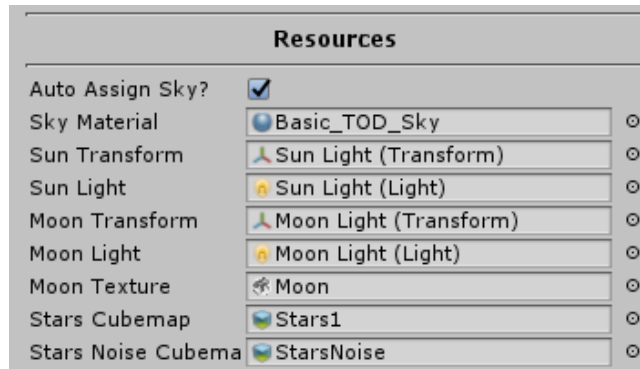 Resources
Auto Assign Sky?
Sky Material Basic_TOD_Sky
Sun Transform Sun Light (Transform)
Sun Light Sun Light (Light)
Moon Transform Moon Light (Transform)
Moon Light Moon Light (Light)
Moon Texture Moon
Stars Cubemap Stars1
Stars Noise Cubema StarsNoise